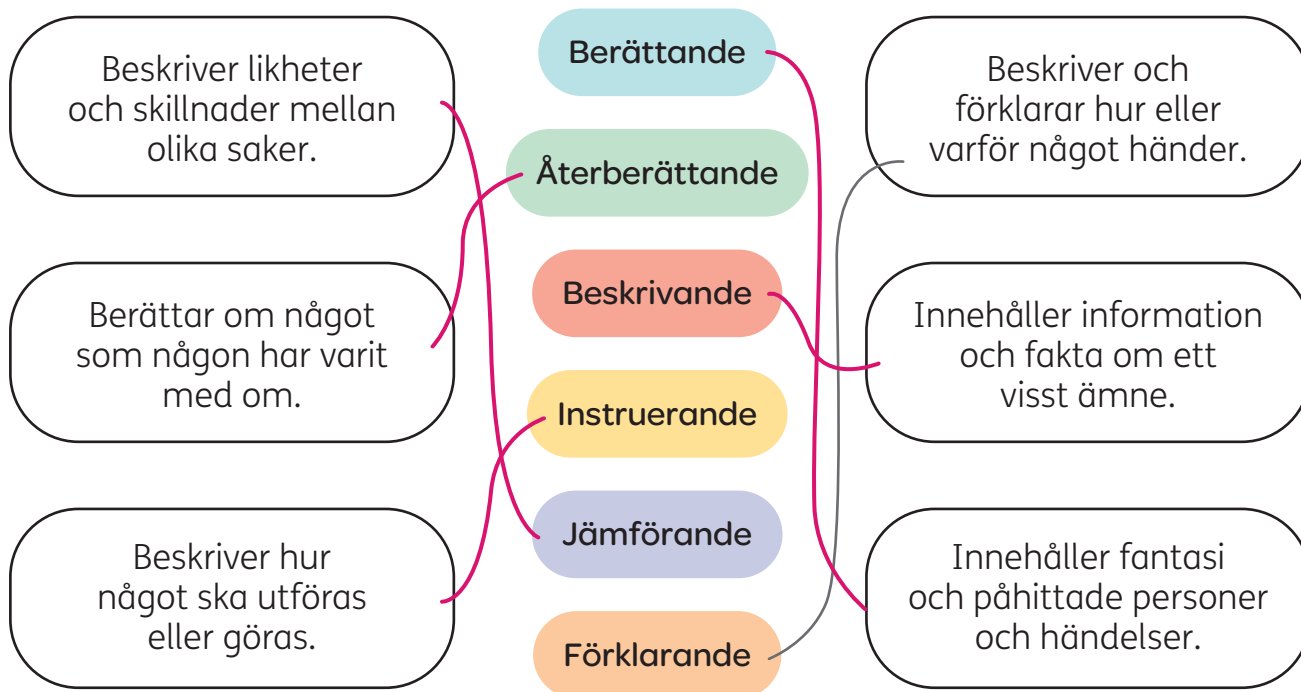 Beskriver likheter
och skillnader mellan
olika saker.
Berättar om något
som någon har varit
med om.
Beskriver hur
något ska utföras
eller göras.
Berättande
Återberättande
Beskrivande
Instruerande
Jämförande
Förklarande
Beskriver och
förklarar hur eller
varför något händer.
Innehåller information
och fakta om ett
visst ämne.
Innehåller fantasi
och påhittade personer
och händelser.